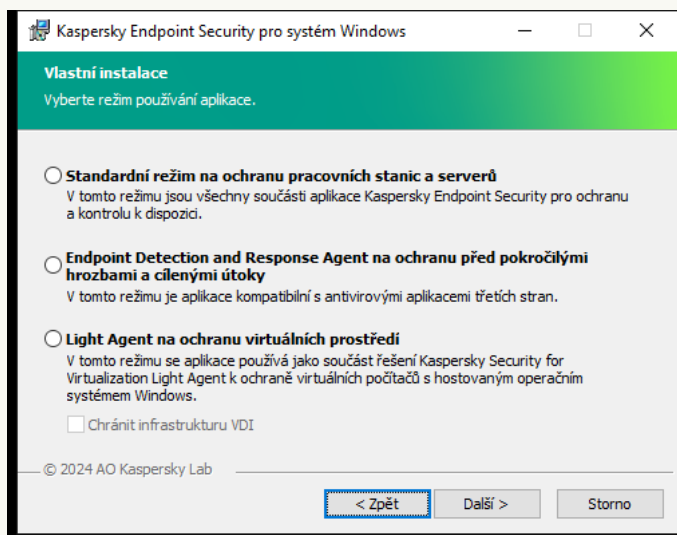 Kaspersky Endpoint Security pro systém Windows
Vlastní instalace
Vyberte režim používání aplikace.
Standardní režim na ochranu pracovních stanic a serverů
V tomto režimu jsou všechny součásti aplikace Kaspersky Endpoint Security pro ochranu
a kontrolu k dispozici.
Endpoint Detection and Response Agent na ochranu před pokročilými
hrozbami a cílenými útoky
V tomto režimu je aplikace kompatibilní s antivirovými aplikacemi třetích stran.
Light Agent na ochranu virtuálních prostředí
V tomto režimu se aplikace používá jako součást řešení Kaspersky Security for
Virtualization Light Agent k ochraně virtuálních počítačů s hostovaným operačním
systémem Windows.
Chránit infrastrukturu VDI
© 2024 AO Kaspersky Lab
< Zpět Další > Storno